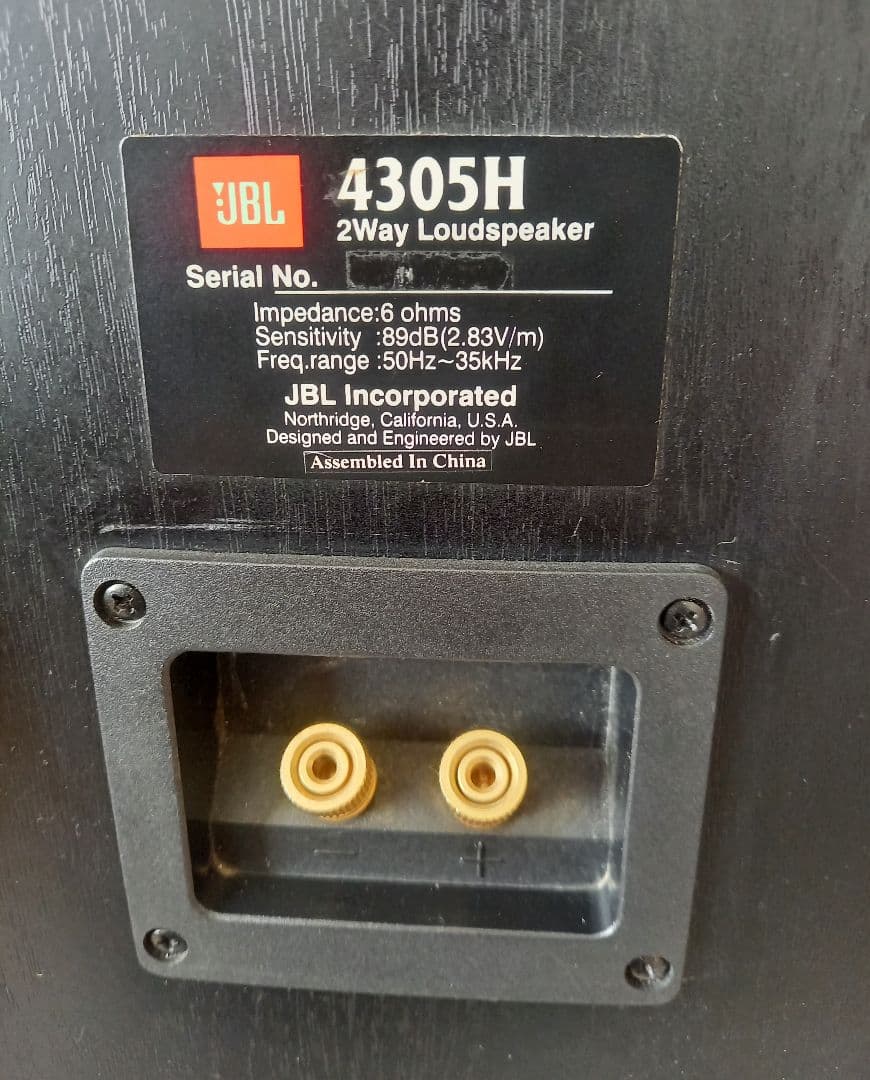 JBL
4305H
2Way Loudspeaker
Serial No.
Impedance:6 ohms
Sensitivity :89dB(2.83V/m)
Freq.range :50Hz~35kHz
JBL Incorporated
Northridge, California, U.S.A.
Designed and Engineered by JBL
Assembled In China
− +